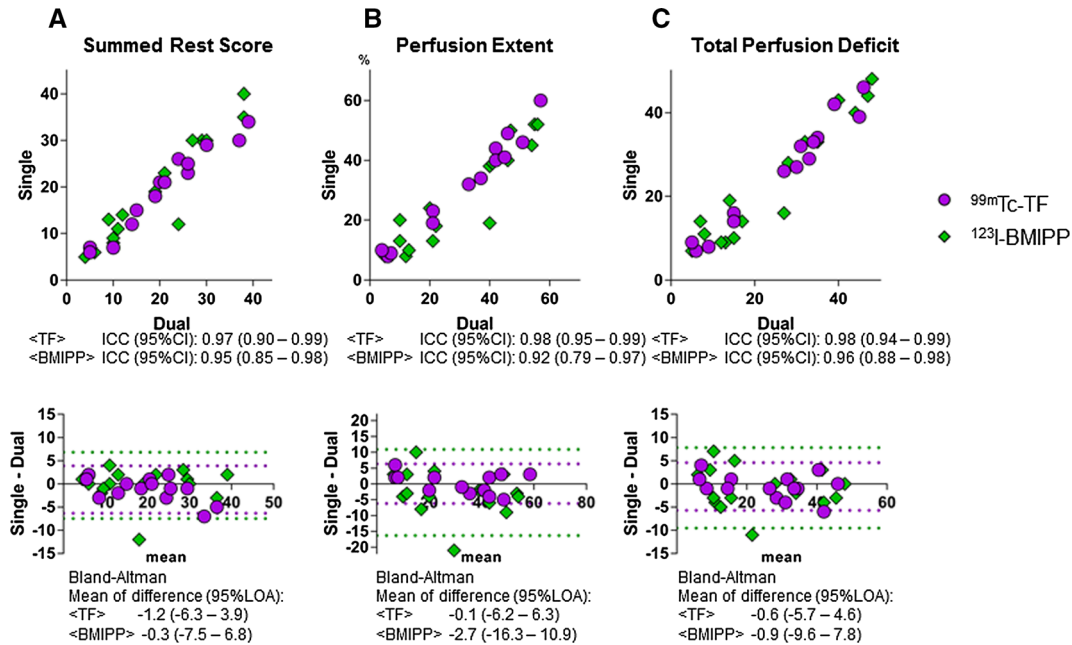 A B C
Summed Rest Score Perfusion Extent Total Perfusion Deficit
%
40
30
20
10
0
Single
0 10 20 30 40
Dual
60
40
20
0
Single
0 20 40 60
Dual
40
20
0
Single
0 20 40
Dual
99mTc-TF
123I-BMIPP
<TF> ICC (95%CI): 0.97 (0.90 – 0.99)
<BMIPP> ICC (95%CI): 0.95 (0.85 – 0.98)
<TF> ICC (95%CI): 0.98 (0.95 – 0.99)
<BMIPP> ICC (95%CI): 0.92 (0.79 – 0.97)
<TF> ICC (95%CI): 0.98 (0.94 – 0.99)
<BMIPP> ICC (95%CI): 0.96 (0.88 – 0.98)
15
10
5
0
-5
-10
-15
Single - Dual
10 20 30 40 50
mean
20
15
10
5
0
-5
-10
-15
-20
Single - Dual
20 40 60 80
mean
15
10
5
0
-5
-10
-15
Single - Dual
20 40 60
mean
Bland-Altman
Mean of difference (95%LOA):
<TF> -1.2 (-6.3 – 3.9)
<BMIPP> -0.3 (-7.5 – 6.8)
Bland-Altman
Mean of difference (95%LOA):
<TF> -0.1 (-6.2 – 6.3)
<BMIPP> -2.7 (-16.3 – 10.9)
Bland-Altman
Mean of difference (95%LOA):
<TF> -0.6 (-5.7 – 4.6)
<BMIPP> -0.9 (-9.6 – 7.8)